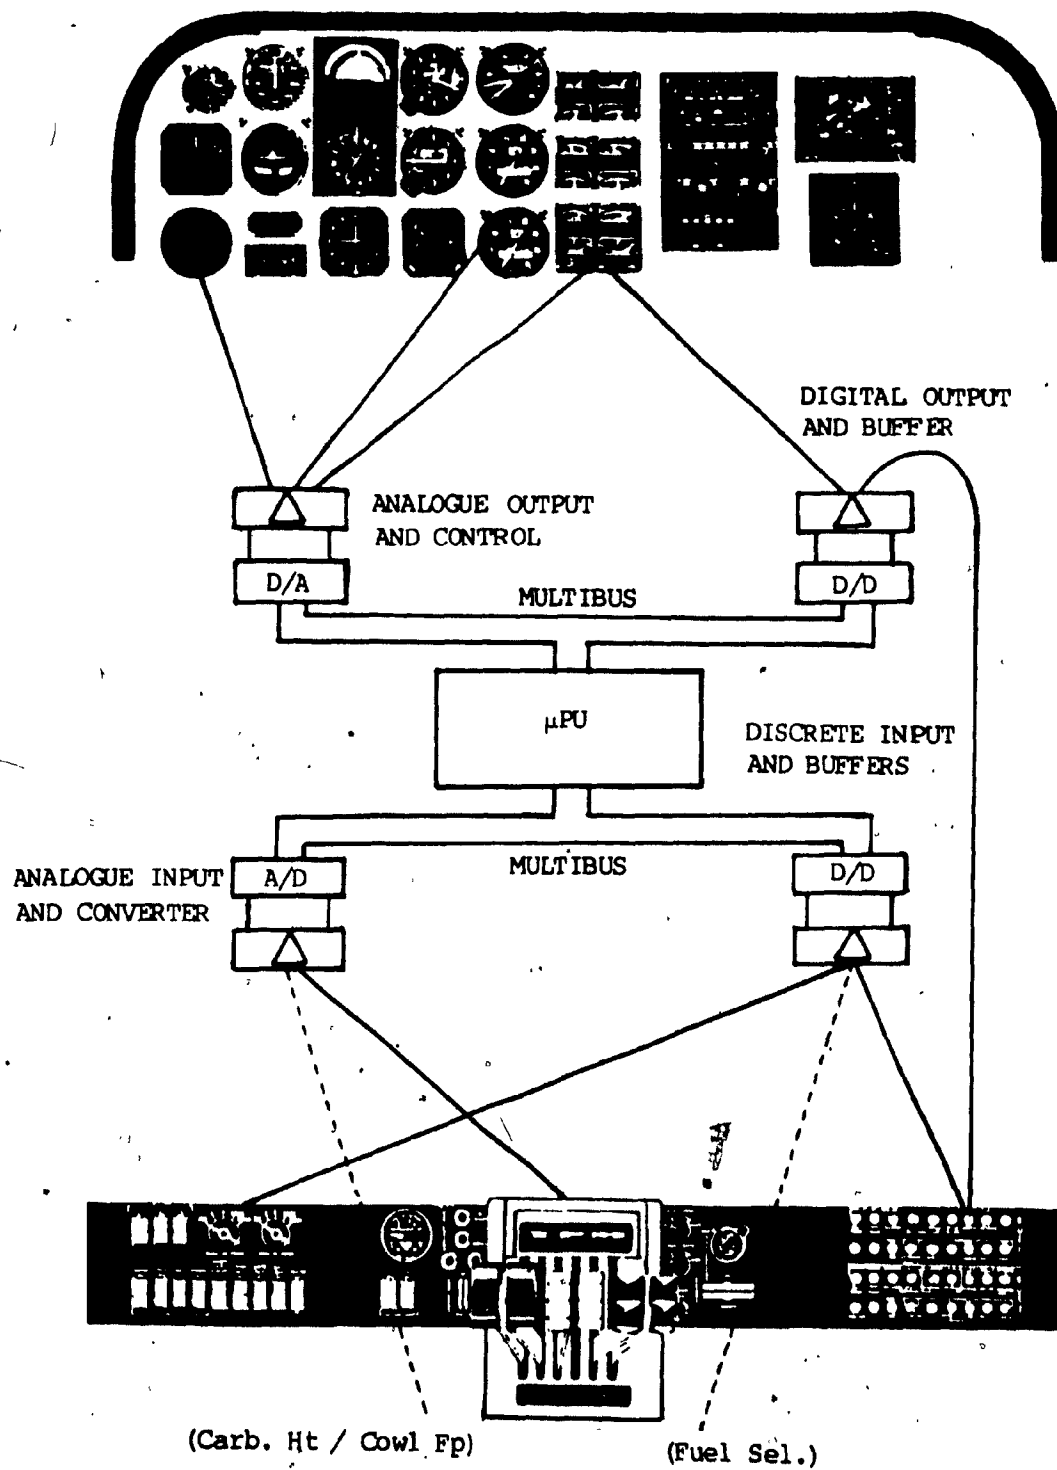 DIGITAL OUTPUT
AND BUFFER
ANALOGUE OUTPUT
AND CONTROL
D/A
MULTIBUS
D/D
µPU
DISCRETE INPUT
AND BUFFERS
ANALOGUE INPUT
AND CONVERTER
A/D
MULTIBUS
D/D
(Carb. Ht / Cowl Fp)
(Fuel Sel.)